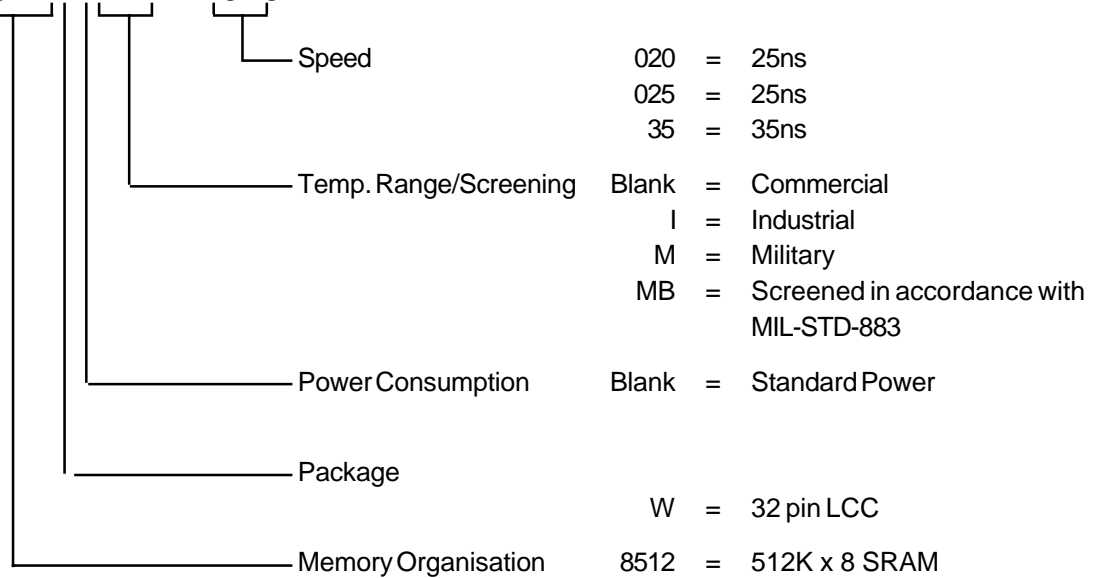 Speed 020 = 25ns
025 = 25ns
35 = 35ns
Temp. Range/Screening Blank = Commercial
I = Industrial
M = Military
MB = Screened in accordance with
MIL-STD-883
Power Consumption Blank = Standard Power
Package
W = 32 pin LCC
Memory Organisation 8512 = 512K x 8 SRAM